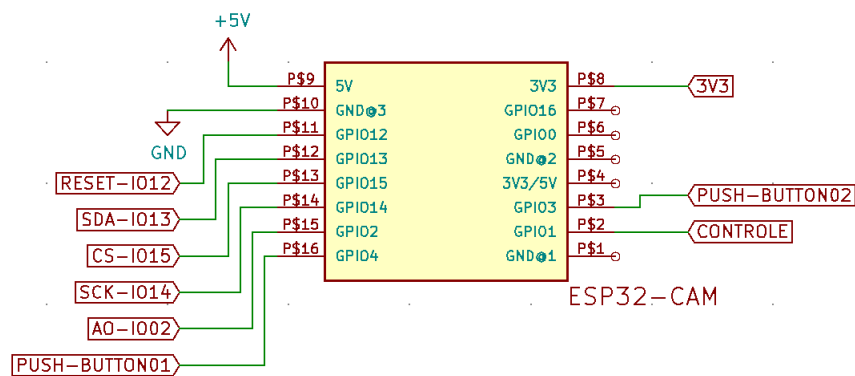 +5V
P$9 5V 3V3 P$8 3V3
P$10 GND@3 GPIO16 P$7
P$11 GPIO12 GPIO0 P$6
GND
P$12 GPIO13 GND@2 P$5
RESET-IO12 P$13 GPIO15 3V3/5V P$4
P$14 GPIO14 GPIO3 P$3 PUSH-BUTTON02
SDA-IO13
P$15 GPIO2 GPIO1 P$2 CONTROLE
CS-IO15 P$16 GPIO4 GND@1 P$1
SCK-IO14 ESP32-CAM
AO-IO02
PUSH-BUTTON01